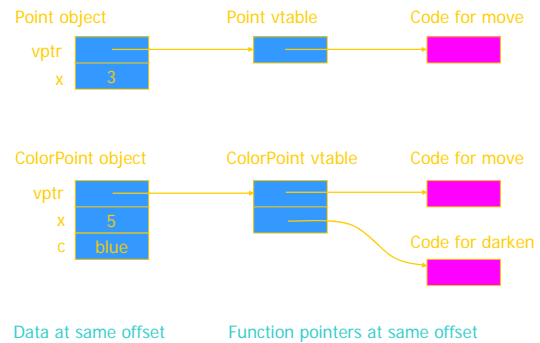 Point object Point vtable Code for move
vptr
x 3
ColorPoint object ColorPoint vtable Code for move
vptr
x 5
c blue
Code for darken
Data at same offset Function pointers at same offset